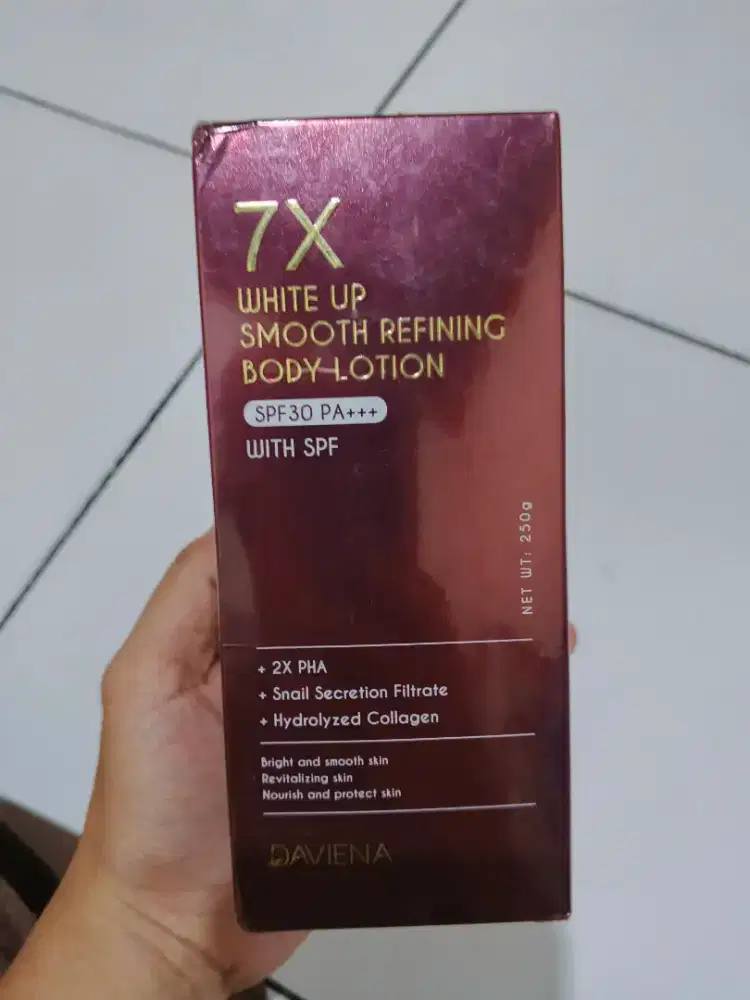 7X
WHITE UP
SMOOTH REFINING
BODY LOTION
SPF30 PA+++
WITH SPF
NET WT: 250g
+ 2X PHA
+ Snail Secretion Filtrate
+ Hydrolyzed Collagen
Bright and smooth skin
Revitalizing skin
Nourish and protect skin
DAVIENA